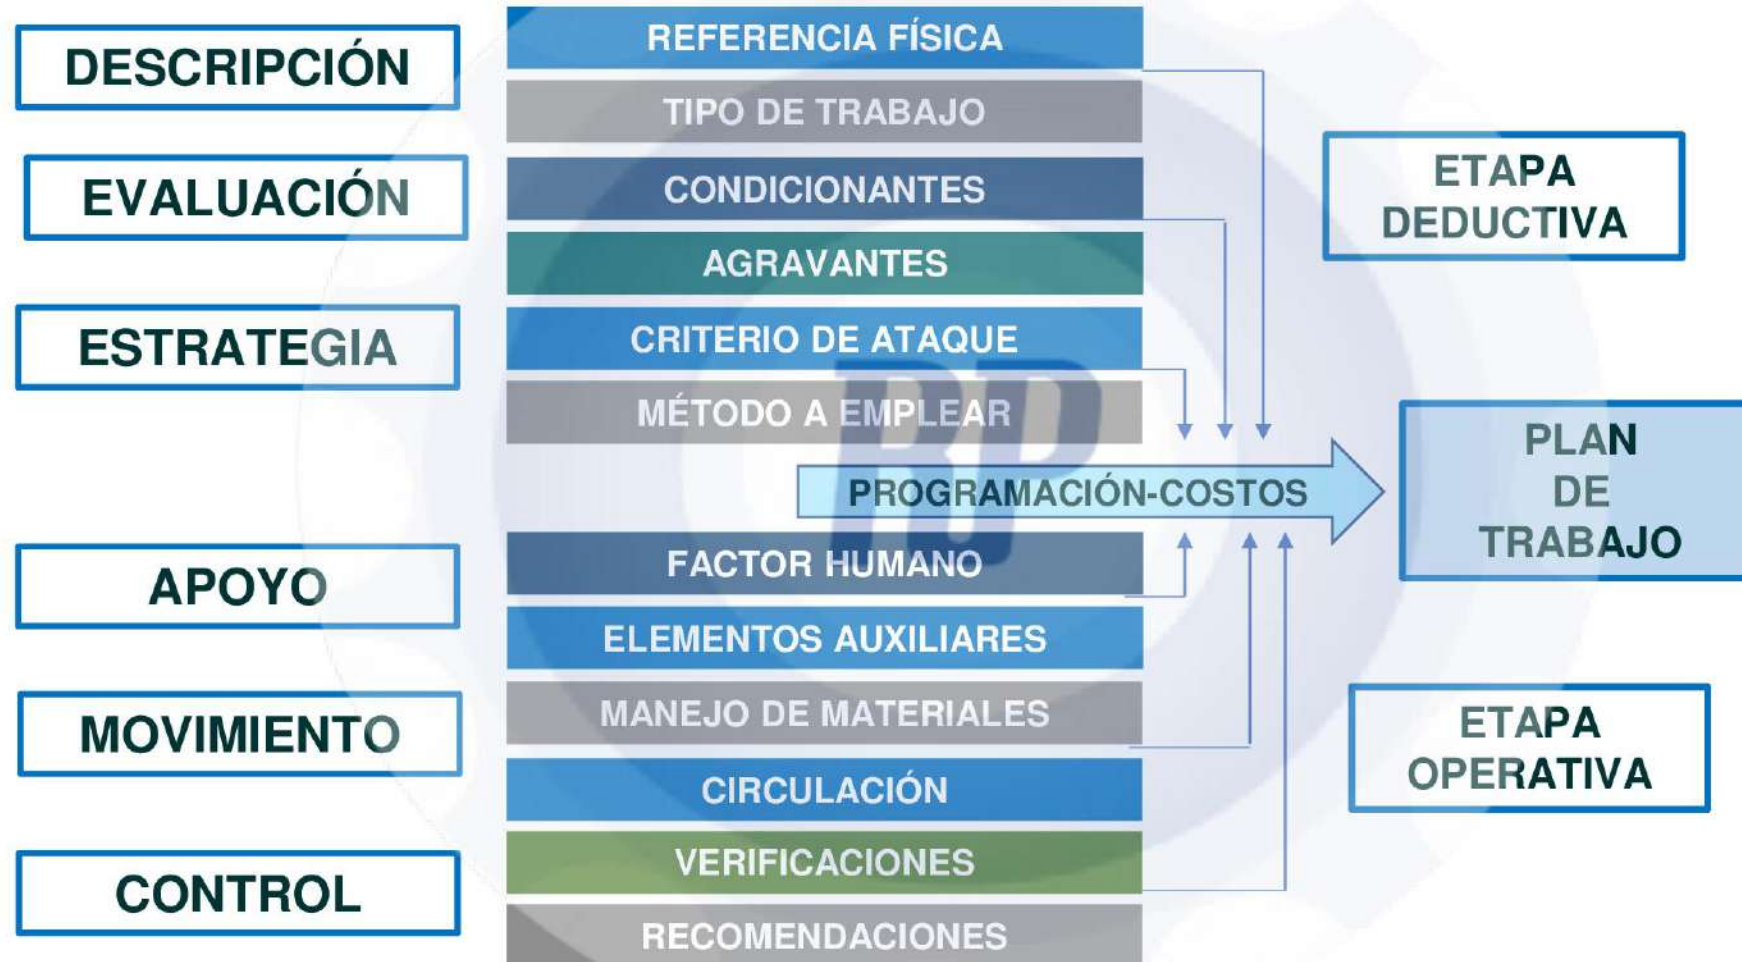 DESCRIPCIÓN
REFERENCIA FÍSICA
TIPO DE TRABAJO
EVALUACIÓN
CONDICIONANTES
AGRAVANTES
ETAPA
DEDUCTIVA
ESTRATEGIA
CRITERIO DE ATAQUE
MÉTODO A EMPLEAR
RP
PROGRAMACIÓN-COSTOS
PLAN
DE
TRABAJO
APOYO
FACTOR HUMANO
ELEMENTOS AUXILIARES
MOVIMIENTO
MANEJO DE MATERIALES
CIRCULACIÓN
ETAPA
OPERATIVA
CONTROL
VERIFICACIONES
RECOMENDACIONES